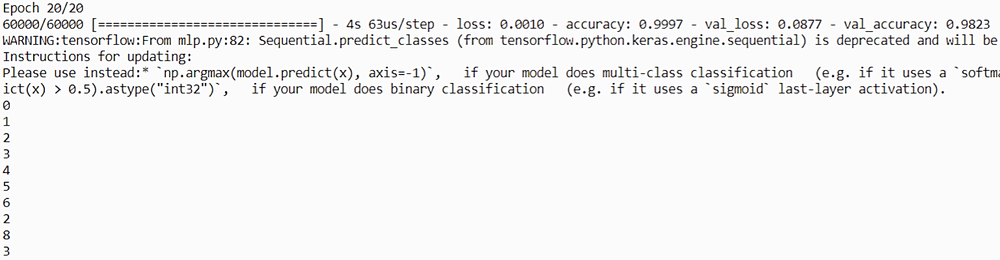 Epoch 20/20
60000/60000 [==============================] - 4s 63us/step - loss: 0.0010 - accuracy: 0.9997 - val_loss: 0.0877 - val_accuracy: 0.9823
WARNING:tensorflow:From mlp.py:82: Sequential.predict_classes (from tensorflow.python.keras.engine.sequential) is deprecated and will be
Instructions for updating:
Please use instead:* `np.argmax(model.predict(x), axis=-1)`,   if your model does multi-class classification   (e.g. if it uses a `softma
ict(x) > 0.5).astype("int32")`,   if your model does binary classification   (e.g. if it uses a `sigmoid` last-layer activation).
0
1
2
3
4
5
6
2
8
3